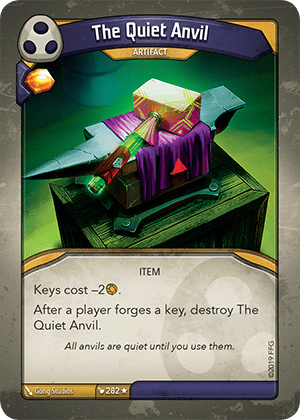 The Quiet Anvil
ARTIFACT
ITEM
Keys cost –2.
After a player forges a key, destroy The
Quiet Anvil.
All anvils are quiet until you use them.
Gong Studios
282
©2019 FFG